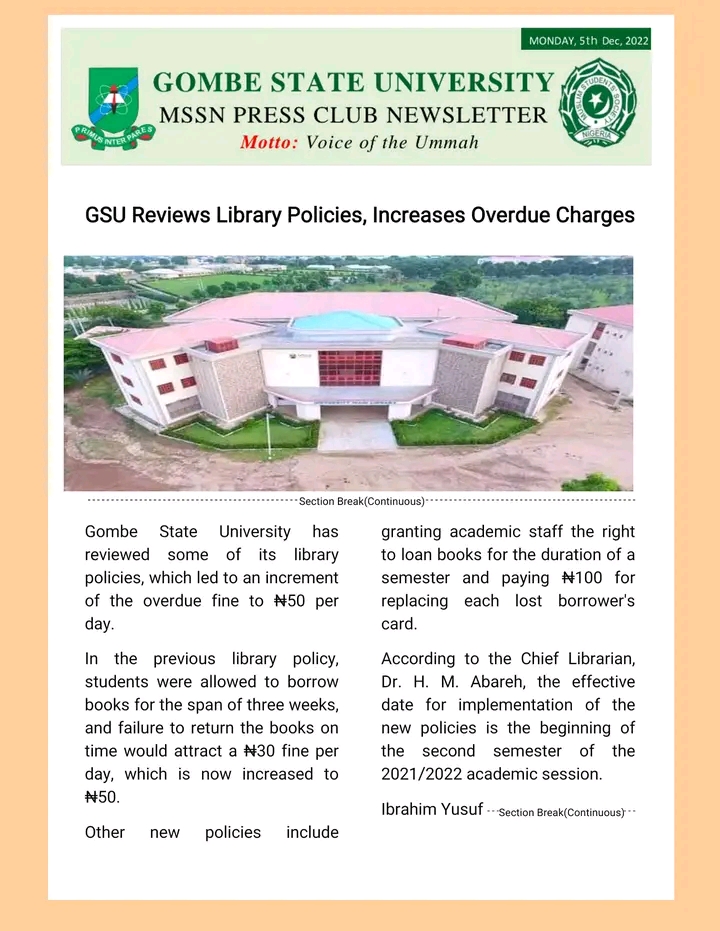 MONDAY, 5th Dec, 2022
GOMBE STATE UNIVERSITY
MSSN PRESS CLUB NEWSLETTER
Motto: Voice of the Ummah
PRIMUS INTER PARES
MUSLIM STUDENTS SOCIETY
NIGERIA
GSU Reviews Library Policies, Increases Overdue Charges
UNIVERSITY MAIN LIBRARY
Section Break(Continuous)
Gombe State University has
reviewed some of its library
policies, which led to an increment
of the overdue fine to ₦50 per
day.
In the previous library policy,
students were allowed to borrow
books for the span of three weeks,
and failure to return the books on
time would attract a ₦30 fine per
day, which is now increased to
₦50.
Other new policies include
granting academic staff the right
to loan books for the duration of a
semester and paying ₦100 for
replacing each lost borrower's
card.
According to the Chief Librarian,
Dr. H. M. Abareh, the effective
date for implementation of the
new policies is the beginning of
the second semester of the
2021/2022 academic session.
Ibrahim Yusuf
Section Break(Continuous)